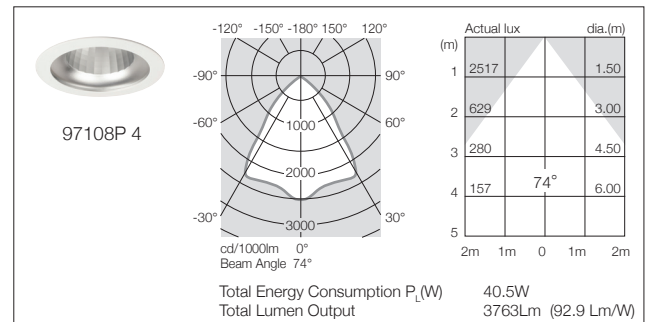 97108P 4
-120° -150° -180° 150° 120°
-90° 90°
-60° 60°
-30° 30°
1000
2000
3000
cd/1000lm 0°
Beam Angle 74°
Actual lux dia.(m)
(m)
1 2517 1.50
2 629 3.00
3 280 4.50
4 157 74° 6.00
5
2m 1m 0 1m 2m
Total Energy Consumption P_L(W) 40.5W
Total Lumen Output 3763Lm (92.9 Lm/W)